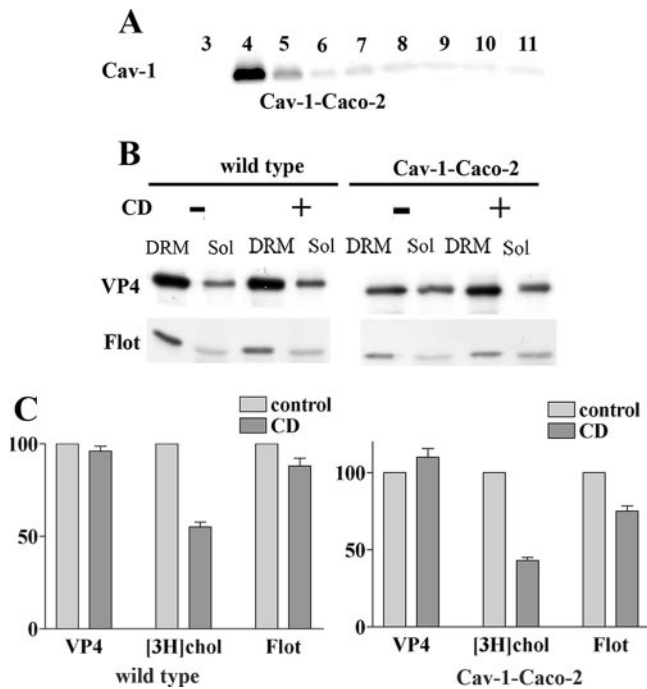 A
3 4 5 6 7 8 9 10 11
Cav-1
Cav-1-Caco-2
B
wild type Cav-1-Caco-2
CD - + - +
DRM Sol DRM Sol DRM Sol DRM Sol
VP4
Flot
C
control
CD
100
50
0
VP4 [3H]chol Flot
wild type
control
CD
100
50
0
VP4 [3H]chol Flot
Cav-1-Caco-2